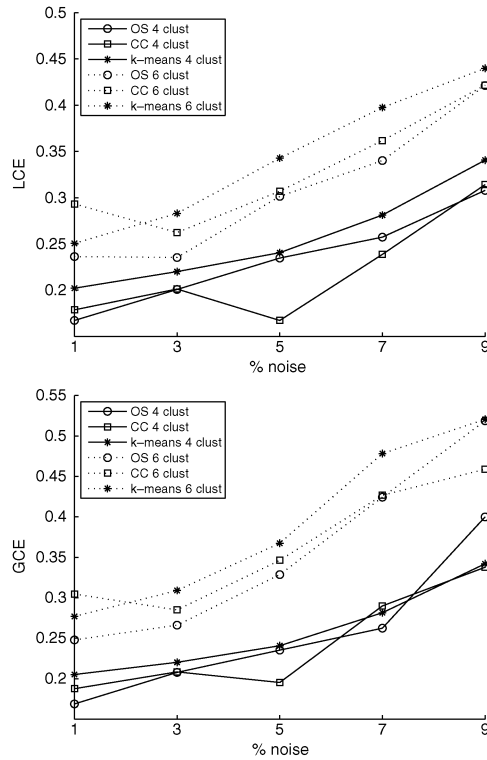 0.5
0.45
0.4
0.35
0.3
0.25
0.2
LCE
OS 4 clust
CC 4 clust
k-means 4 clust
OS 6 clust
CC 6 clust
k-means 6 clust
1 3 5 7 9
% noise
0.55
0.5
0.45
0.4
0.35
0.3
0.25
0.2
GCE
OS 4 clust
CC 4 clust
k-means 4 clust
OS 6 clust
CC 6 clust
k-means 6 clust
1 3 5 7 9
% noise